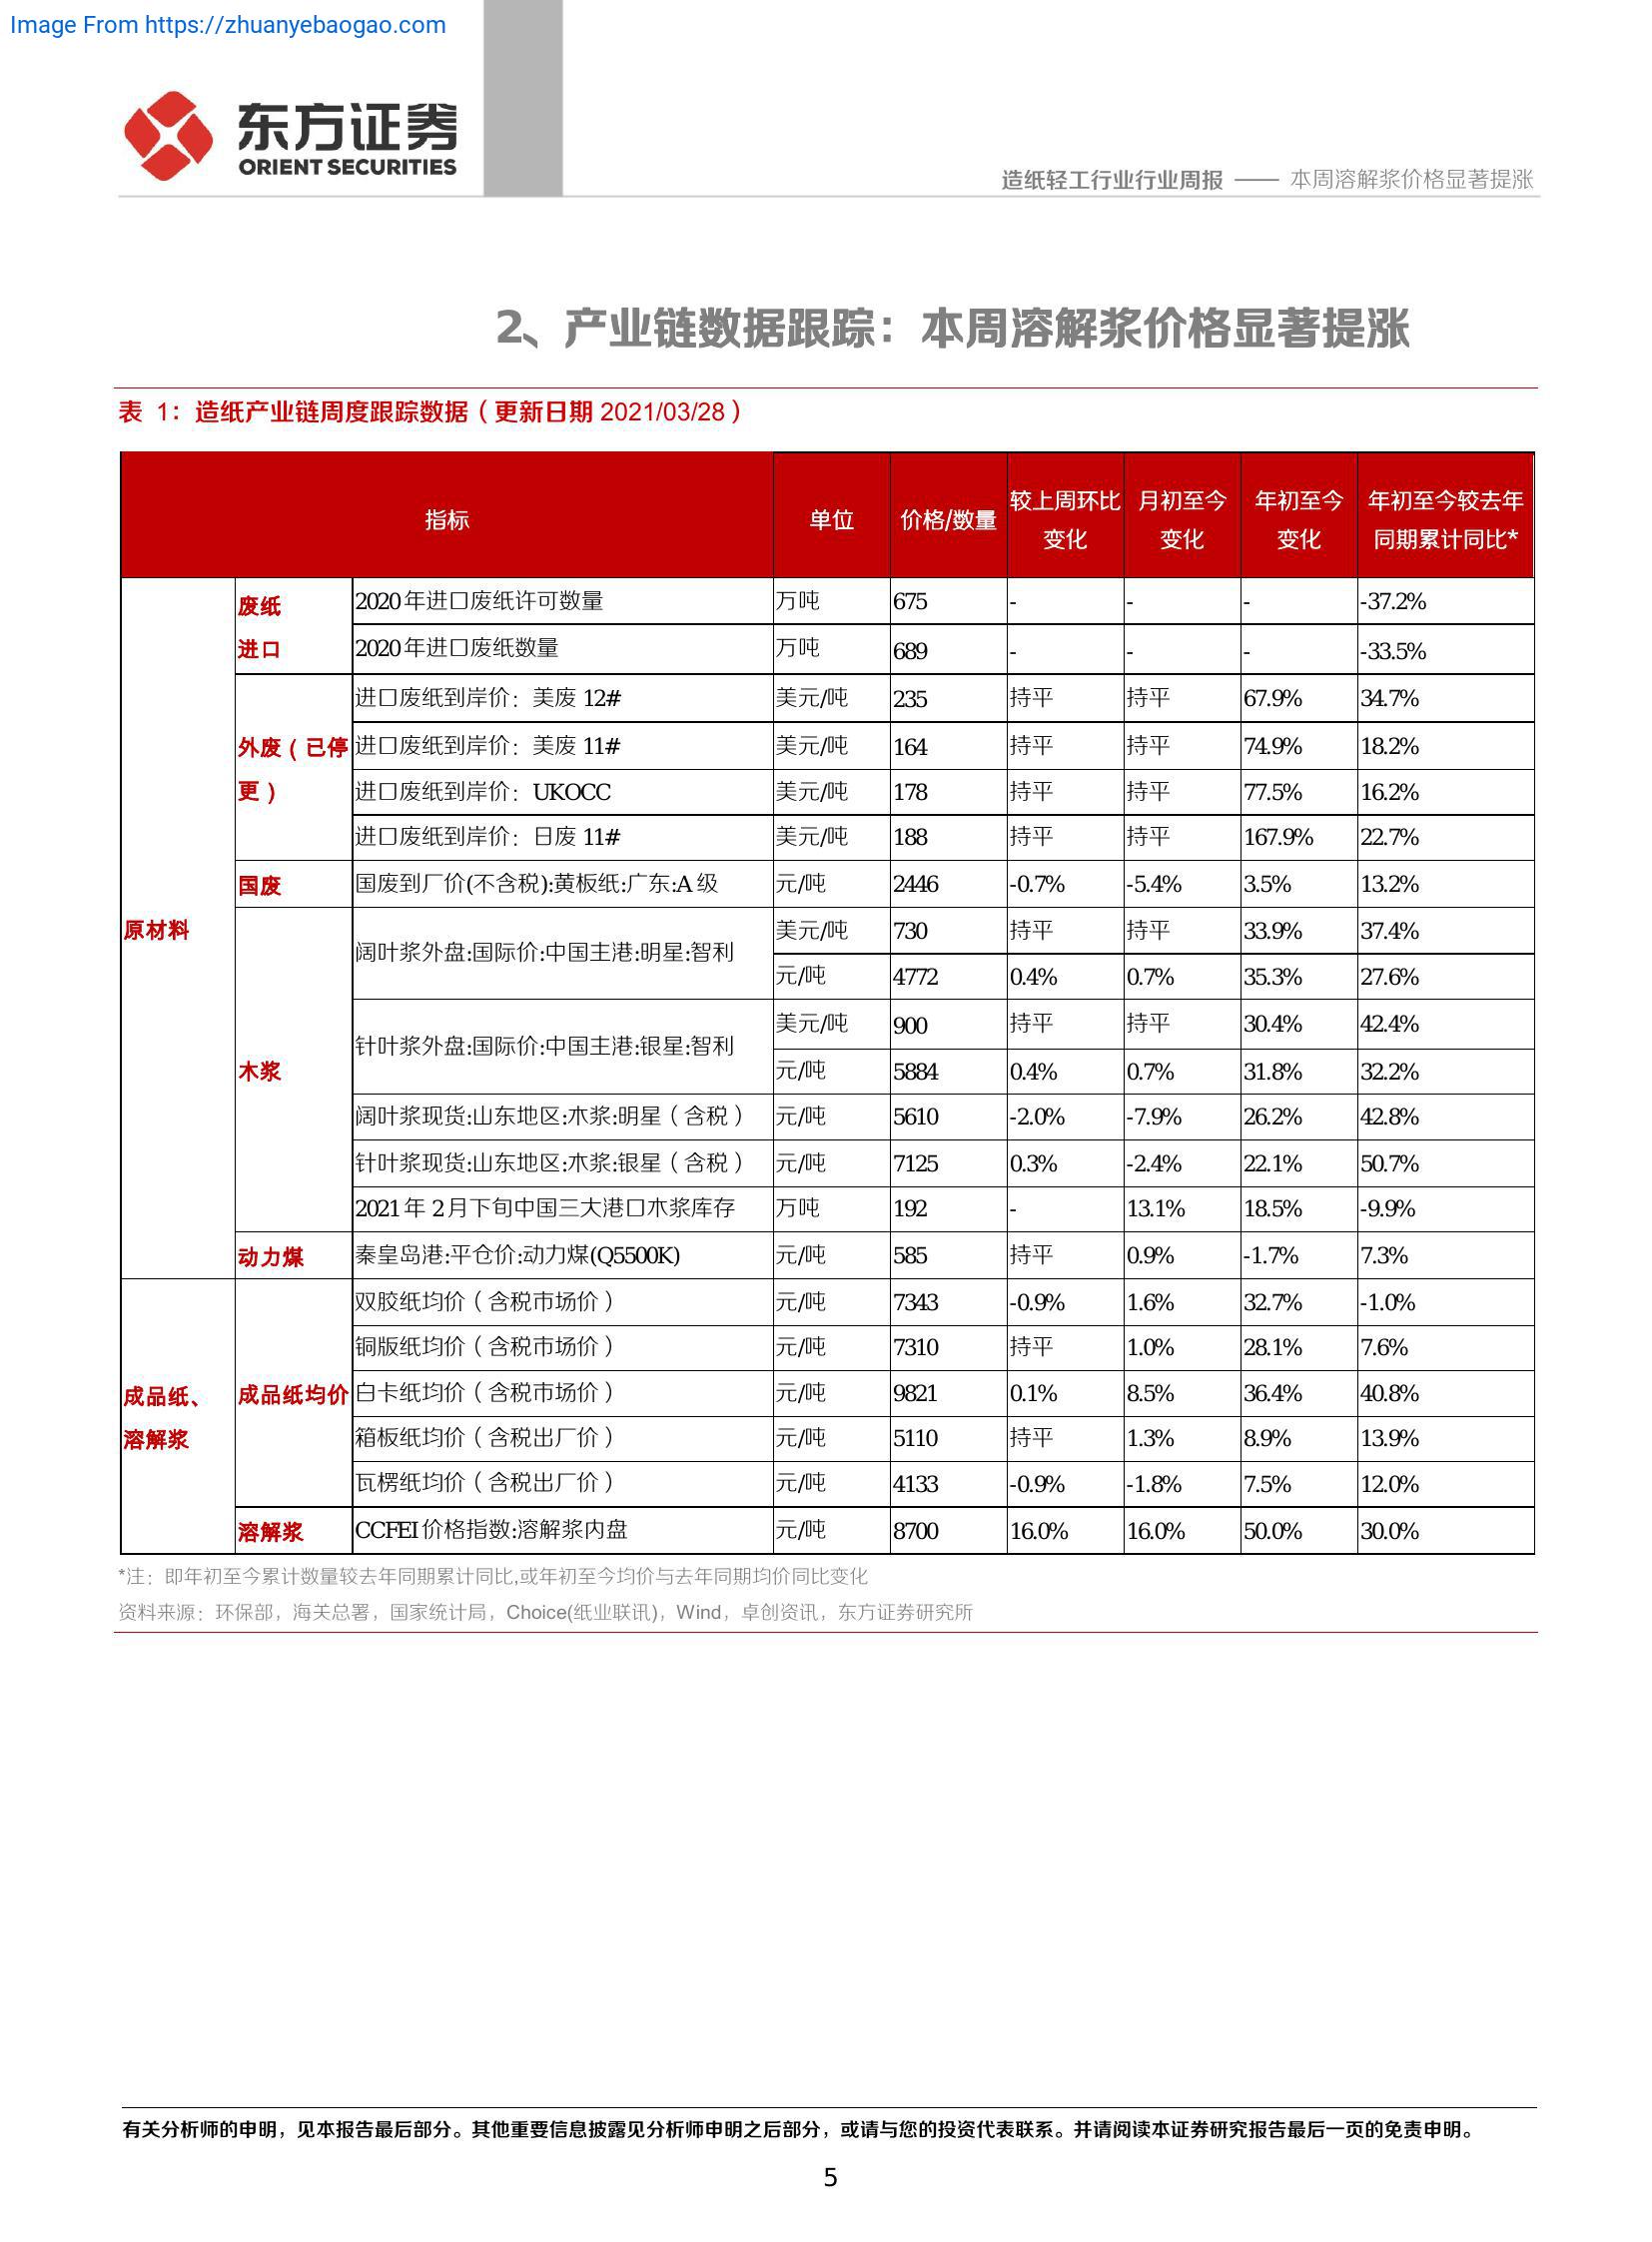 Image From https://zhuanyebaogao.com
东方证券
ORIENT SECURITIES
造纸轻工行业行业周报 —— 本周溶解浆价格显著提涨
2、产业链数据跟踪：本周溶解浆价格显著提涨
表 1：造纸产业链周度跟踪数据（更新日期 2021/03/28）
指标 单位 价格/数量 较上周环比变化 月初至今变化 年初至今变化 年初至今较去年同期累计同比*
原材料
废纸进口
2020年进口废纸许可数量 万吨 675 - - - -37.2%
2020年进口废纸数量 万吨 689 - - - -33.5%
外废（已停更）
进口废纸到岸价：美废 12# 美元/吨 235 持平 持平 67.9% 34.7%
进口废纸到岸价：美废 11# 美元/吨 164 持平 持平 74.9% 18.2%
进口废纸到岸价：UKOCC 美元/吨 178 持平 持平 77.5% 16.2%
进口废纸到岸价：日废 11# 美元/吨 188 持平 持平 167.9% 22.7%
国废 国废到厂价(不含税):黄板纸:广东:A 级 元/吨 2446 -0.7% -5.4% 3.5% 13.2%
木浆
阔叶浆外盘:国际价:中国主港:明星:智利 美元/吨 730 持平 持平 33.9% 37.4%
元/吨 4772 0.4% 0.7% 35.3% 27.6%
针叶浆外盘:国际价:中国主港:银星:智利 美元/吨 900 持平 持平 30.4% 42.4%
元/吨 5884 0.4% 0.7% 31.8% 32.2%
阔叶浆现货:山东地区:木浆:明星（含税） 元/吨 5610 -2.0% -7.9% 26.2% 42.8%
针叶浆现货:山东地区:木浆:银星（含税） 元/吨 7125 0.3% -2.4% 22.1% 50.7%
2021年 2月下旬中国三大港口木浆库存 万吨 192 - 13.1% 18.5% -9.9%
动力煤 秦皇岛港:平仓价:动力煤(Q5500K) 元/吨 585 持平 0.9% -1.7% 7.3%
成品纸、溶解浆
成品纸均价
双胶纸均价（含税市场价） 元/吨 7343 -0.9% 1.6% 32.7% -1.0%
铜版纸均价（含税市场价） 元/吨 7310 持平 1.0% 28.1% 7.6%
白卡纸均价（含税市场价） 元/吨 9821 0.1% 8.5% 36.4% 40.8%
箱板纸均价（含税出厂价） 元/吨 5110 持平 1.3% 8.9% 13.9%
瓦楞纸均价（含税出厂价） 元/吨 4133 -0.9% -1.8% 7.5% 12.0%
溶解浆 CCFEI价格指数:溶解浆内盘 元/吨 8700 16.0% 16.0% 50.0% 30.0%
*注：即年初至今累计数量较去年同期累计同比,或年初至今均价与去年同期均价同比变化
资料来源：环保部，海关总署，国家统计局，Choice(纸业联讯)，Wind，卓创资讯，东方证券研究所
有关分析师的申明，见本报告最后部分。其他重要信息披露见分析师申明之后部分，或请与您的投资代表联系。并请阅读本证券研究报告最后一页的免责申明。
5